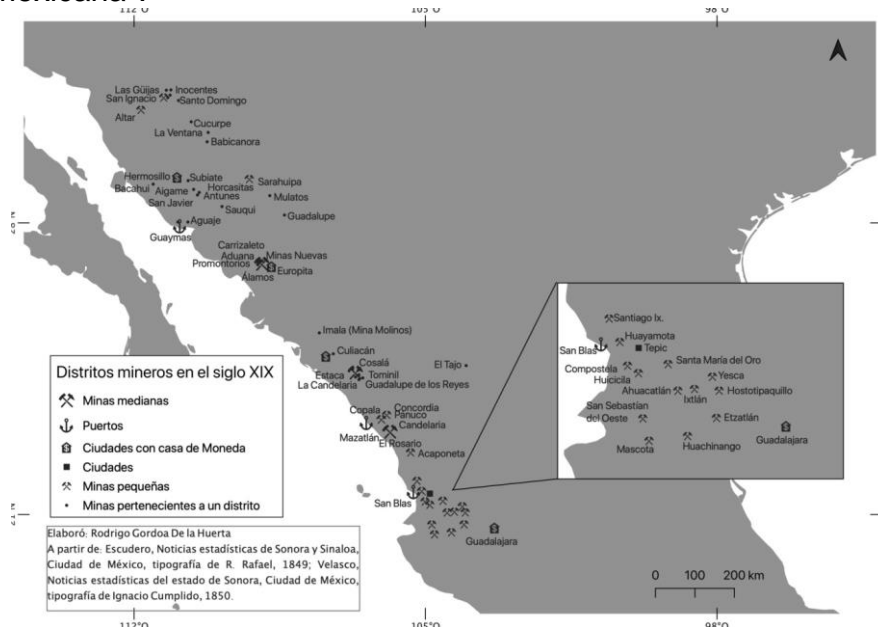 mexicana".
112°O
105°O
98°O
Las Güijas
Inocentes
San Ignacio
Santo Domingo
Altar
Cucurpe
La Ventana
Babicanora
Hermosillo
Subiate
Sarahuipa
Bacahui
Aigame
Horcasitas
Antunes
Mulatos
San Javier
Sauqui
Guadalupe
Aguaje
Guaymas
28°N
Carrizaleto
Aduana
Minas Nuevas
Promontorios
Europita
Álamos
Imala (Mina Molinos)
Culiacán
El Tajo
Cosalá
Estaca
Tominil
La Candelaria
Guadalupe de los Reyes
Copala
Concordia
Pánuco
Candelaria
Mazatlán
El Rosario
Acaponeta
San Blas
Guadalajara
21°N
Santiago Ix.
Huayamota
San Blas
Tepic
Santa María del Oro
Compostela
Huicicila
Yesca
Ahuacatlán
Ixtlán
Hostotipaquillo
San Sebastián
del Oeste
Etzatlán
Mascota
Huachinango
Guadalajara
Distritos mineros en el siglo XIX
Minas medianas
Puertos
Ciudades con casa de Moneda
Ciudades
Minas pequeñas
Minas pertenecientes a un distrito
Elaboró: Rodrigo Gordoa De la Huerta
A partir de: Escudero, Noticias estadísticas de Sonora y Sinaloa,
Ciudad de México, tipografía de R. Rafael, 1849; Velasco,
Noticias estadísticas del estado de Sonora, Ciudad de México,
tipografía de Ignacio Cumplido, 1850.
0 100 200 km
112°O
105°O
98°O